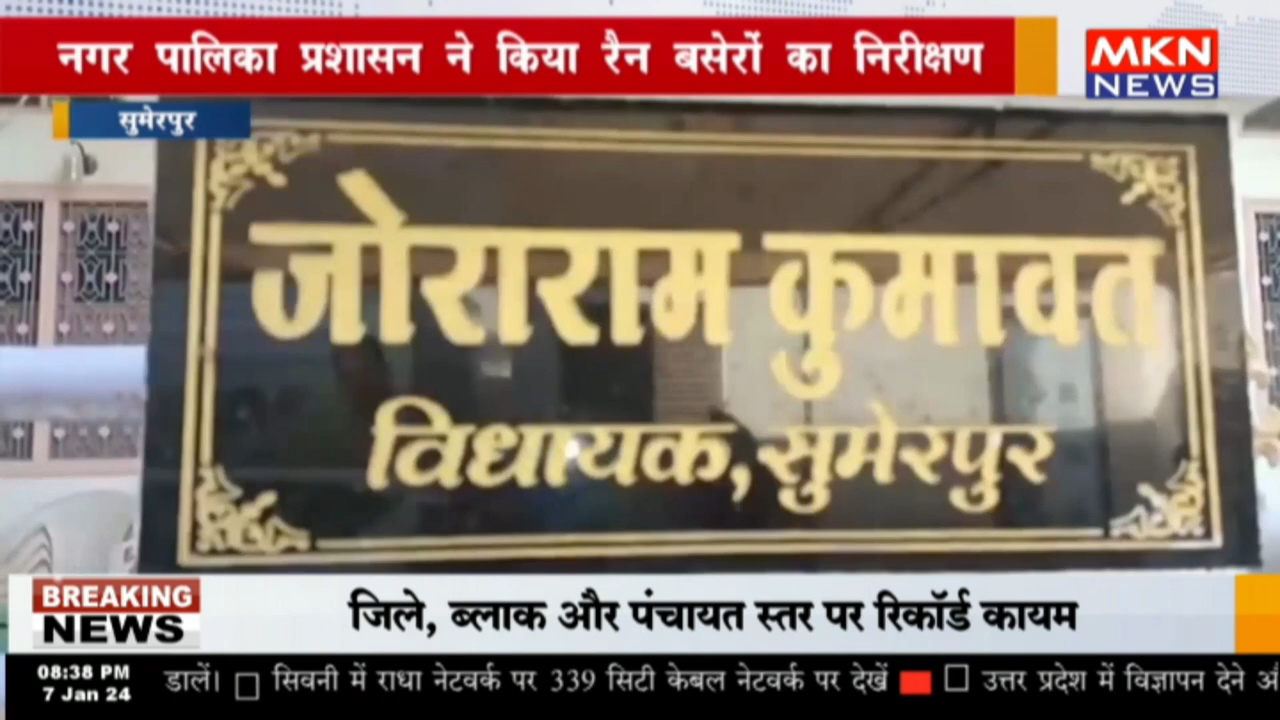 नगर पालिका प्रशासन ने किया रैन बसेरों का निरीक्षण
MKN
NEWS
सुमेरपुर
जोराराम कुमावत
विधायक, सुमेरपुर
BREAKING
NEWS
जिले, ब्लाक और पंचायत स्तर पर रिकॉर्ड कायम
08:38 PM
7 Jan 24
डालें। सिवनी में राधा नेटवर्क पर 339 सिटी केबल नेटवर्क पर देखें उत्तर प्रदेश में विज्ञापन देने